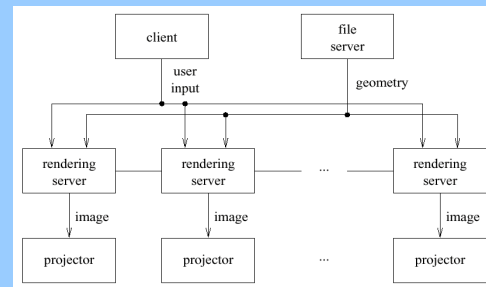 client
file
server
user
input
geometry
rendering
server
rendering
server
...
rendering
server
image
image
image
projector
projector
...
projector